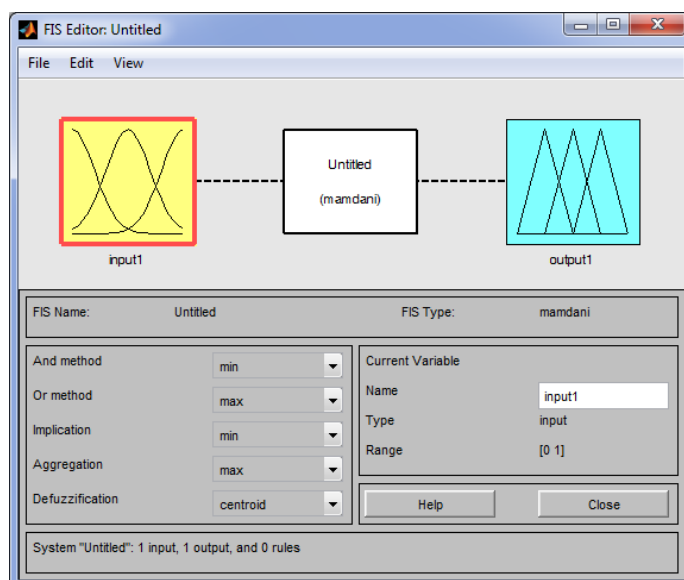 FIS Editor: Untitled
File Edit View
Untitled
(mamdani)
input1
output1
FIS Name: Untitled FIS Type: mamdani
And method min
Or method max
Implication min
Aggregation max
Defuzzification centroid
Current Variable
Name input1
Type input
Range [0 1]
Help Close
System "Untitled": 1 input, 1 output, and 0 rules